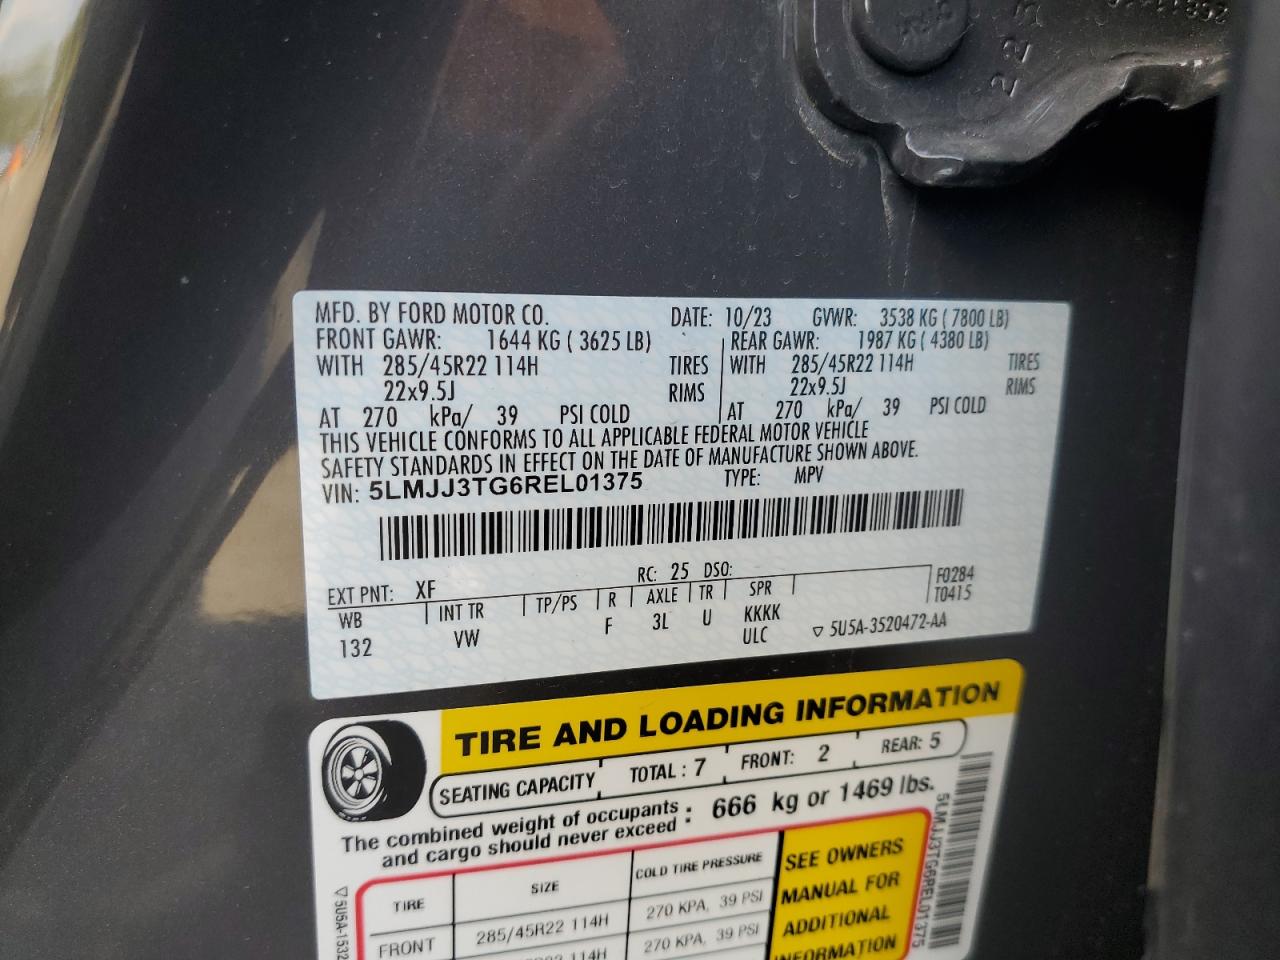 MFD. BY FORD MOTOR CO. DATE: 10/23 GVWR: 3538 KG ( 7800 LB)
FRONT GAWR: 1644 KG ( 3625 LB) REAR GAWR: 1987 KG ( 4380 LB)
WITH 285/45R22 114H TIRES WITH 285/45R22 114H TIRES
22x9.5J RIMS 22x9.5J RIMS
AT 270 kPa/ 39 PSI COLD AT 270 kPa/ 39 PSI COLD
THIS VEHICLE CONFORMS TO ALL APPLICABLE FEDERAL MOTOR VEHICLE
SAFETY STANDARDS IN EFFECT ON THE DATE OF MANUFACTURE SHOWN ABOVE.
VIN: 5LMJJ3TG6REL01375 TYPE: MPV
EXT PNT: XF RC: 25 DSO: F0284
WB INT TR TP/PS R AXLE TR SPR T0415
132 VW F 3L U KKKK
ULC ▽ 5U5A-3520472-AA
TIRE AND LOADING INFORMATION
SEATING CAPACITY TOTAL : 7 FRONT: 2 REAR: 5
The combined weight of occupants
and cargo should never exceed : 666 kg or 1469 lbs.
TIRE SIZE COLD TIRE PRESSURE
FRONT 285/45R22 114H 270 KPA, 39 PSI
114H 270 KPA, 39 PSI
SEE OWNERS
MANUAL FOR
ADDITIONAL
INFORMATION
5LMJJ3TG6REL01375
▽ 5U5A-1532